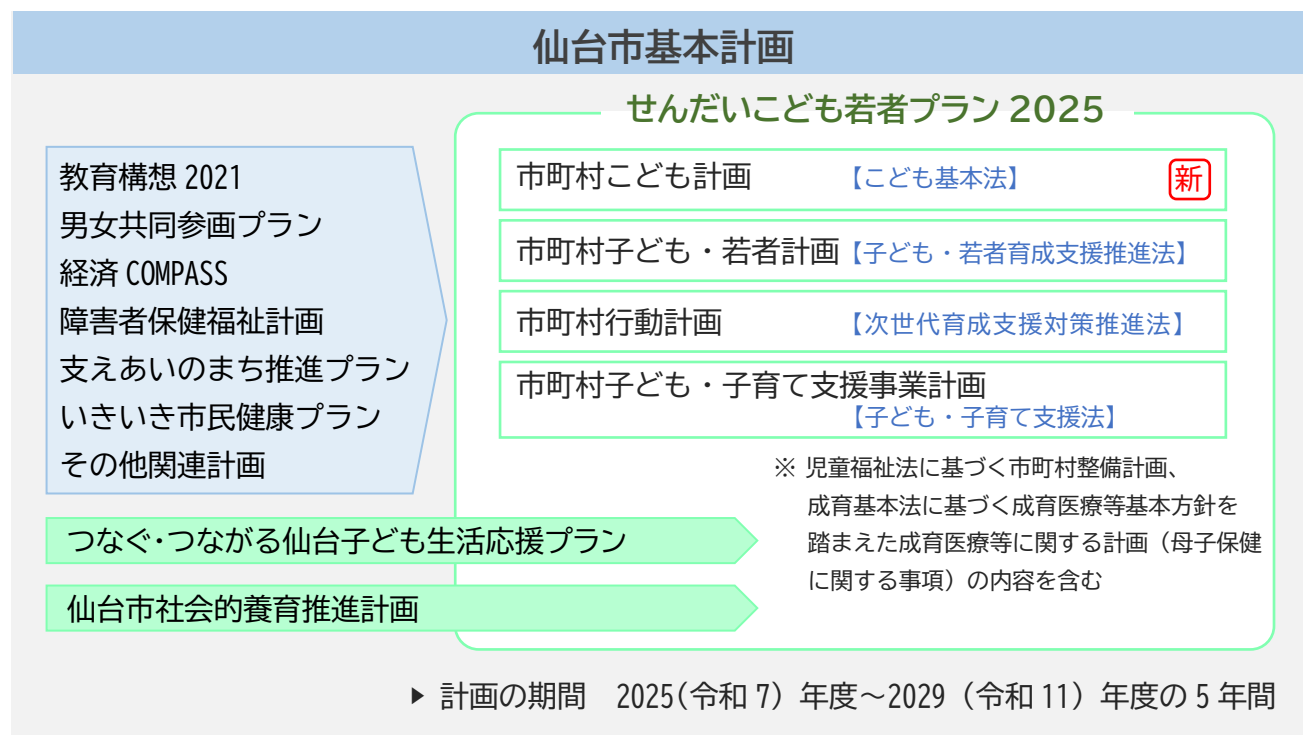 仙台市基本計画
せんだいこども若者プラン 2025
教育構想 2021
男女共同参画プラン
経済 COMPASS
障害者保健福祉計画
支えあいのまち推進プラン
いきいき市民健康プラン
その他関連計画
市町村こども計画 【こども基本法】 新
市町村子ども・若者計画【子ども・若者育成支援推進法】
市町村行動計画 【次世代育成支援対策推進法】
市町村子ども・子育て支援事業計画
【子ども・子育て支援法】
※ 児童福祉法に基づく市町村整備計画、
成育基本法に基づく成育医療等基本方針を
踏まえた成育医療等に関する計画（母子保健
に関する事項）の内容を含む
つなぐ・つながる仙台子ども生活応援プラン
仙台市社会的養育推進計画
▶ 計画の期間　2025(令和 7）年度～2029（令和 11）年度の 5 年間